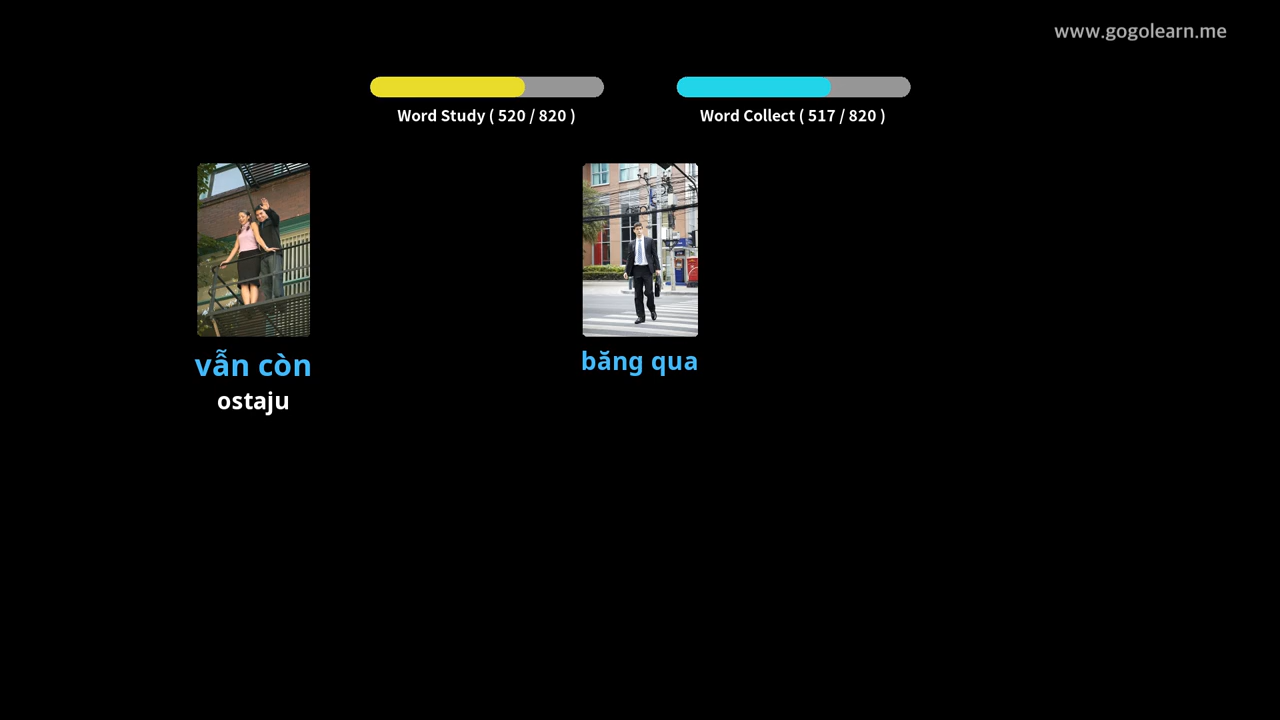 www.gogolearn.me
Word Study ( 520 / 820 )
Word Collect ( 517 / 820 )
vẫn còn
ostaju
băng qua